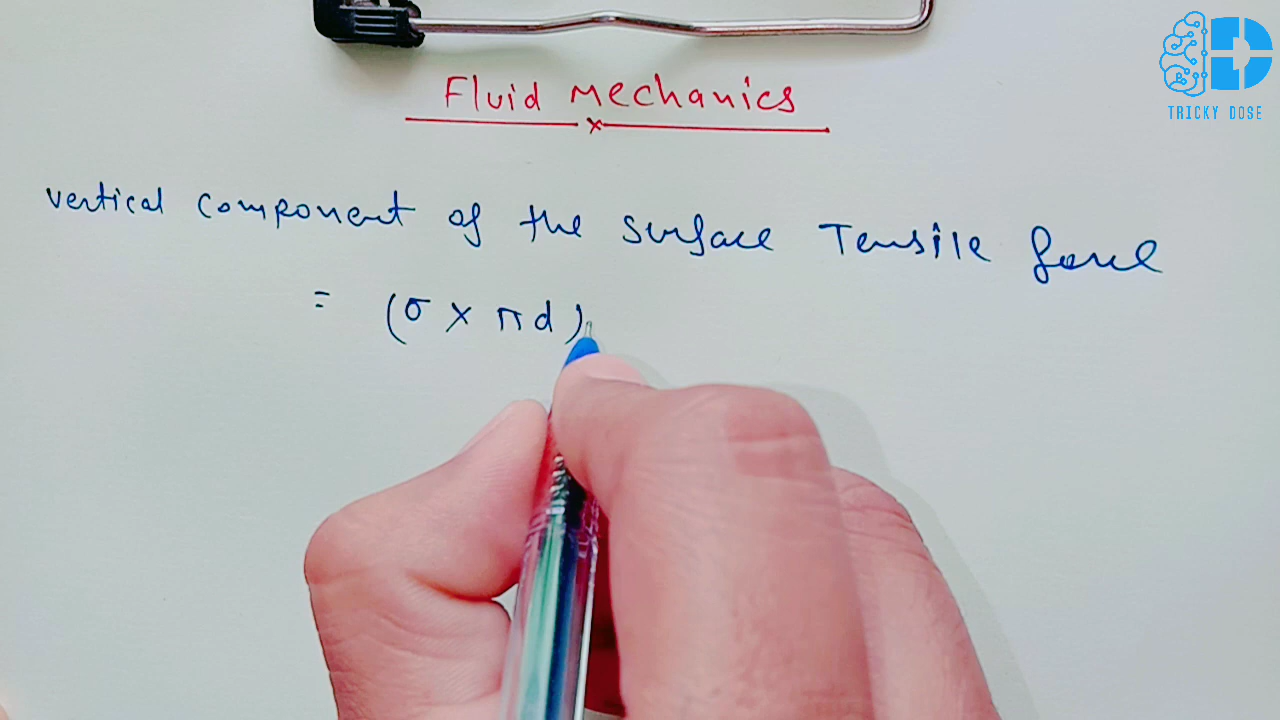 TRICKY DOSE
Fluid Mechanics
vertical component of the surface Tensile force
= (σ × πd)